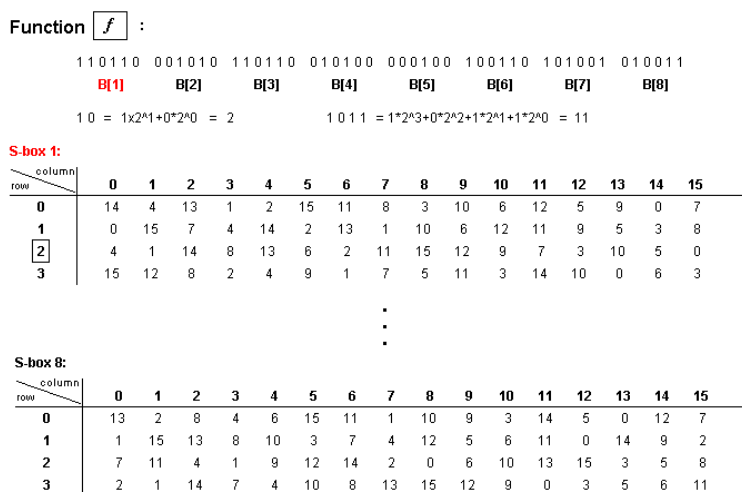 Function f :
110110 001010 110110 010100 000100 100110 101001 010011
B[1] B[2] B[3] B[4] B[5] B[6] B[7] B[8]
1 0 = 1x2^1+0*2^0 = 2 1 0 1 1 = 1*2^3+0*2^2+1*2^1+1*2^0 = 11
S-box 1:
column
row 0 1 2 3 4 5 6 7 8 9 10 11 12 13 14 15
0 14 4 13 1 2 15 11 8 3 10 6 12 5 9 0 7
1 0 15 7 4 14 2 13 1 10 6 12 11 9 5 3 8
2 4 1 14 8 13 6 2 11 15 12 9 7 3 10 5 0
3 15 12 8 2 4 9 1 7 5 11 3 14 10 0 6 3
.
.
.
S-box 8:
column
row 0 1 2 3 4 5 6 7 8 9 10 11 12 13 14 15
0 13 2 8 4 6 15 11 1 10 9 3 14 5 0 12 7
1 1 15 13 8 10 3 7 4 12 5 6 11 0 14 9 2
2 7 11 4 1 9 12 14 2 0 6 10 13 15 3 5 8
3 2 1 14 7 4 10 8 13 15 12 9 0 3 5 6 11